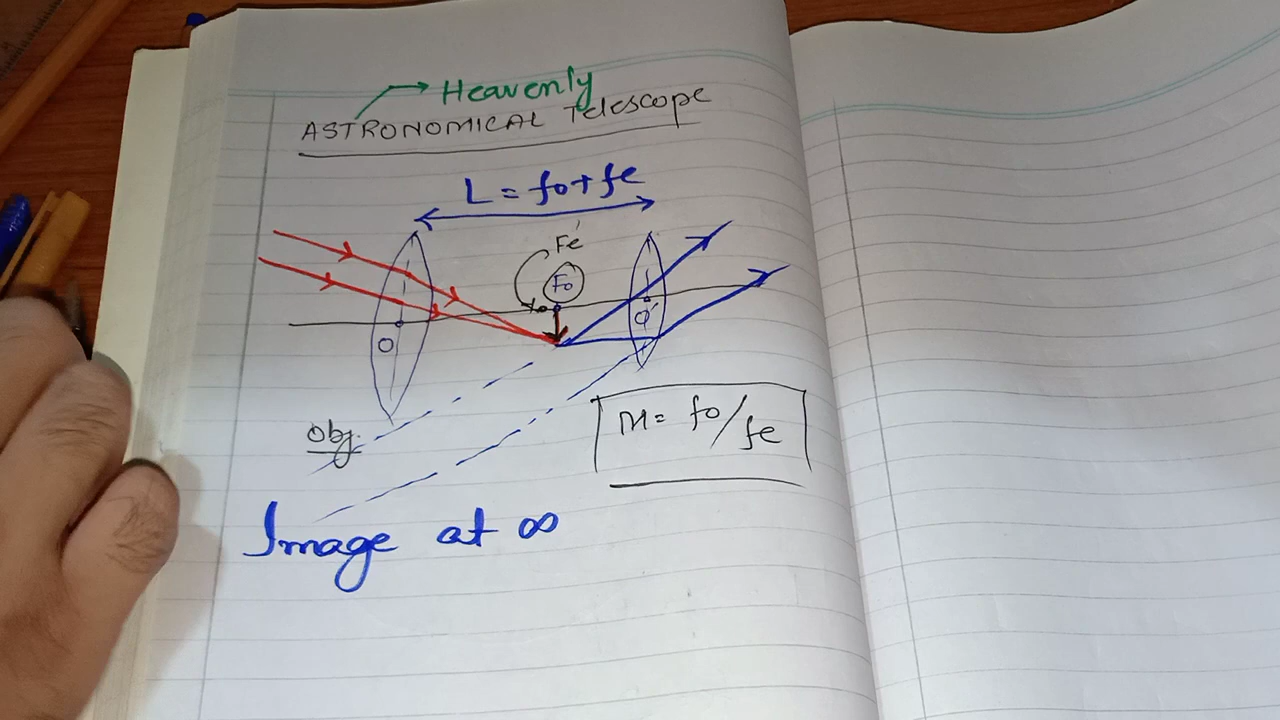 Heavenly
ASTRONOMICAL Telescope
L = fo + fe
Fe'
Fo
O
O'
Obj.
M = fo/fe
Image at ∞